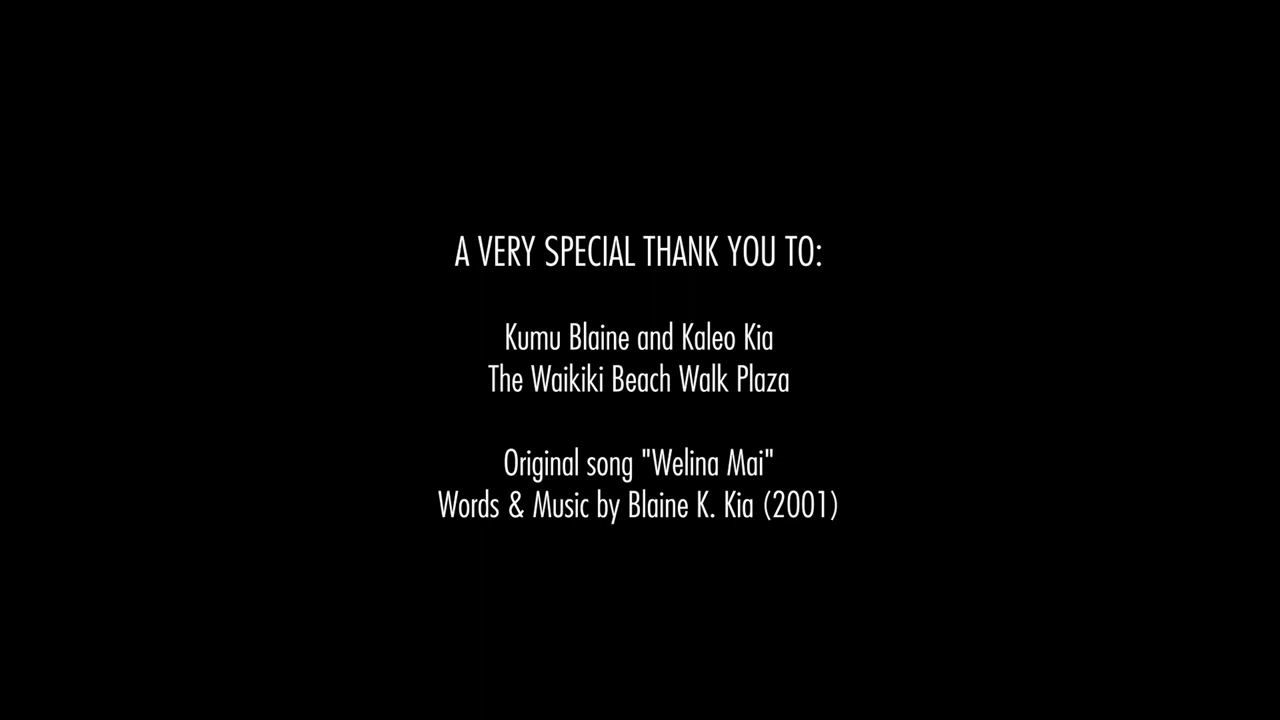 A VERY SPECIAL THANK YOU TO:
Kumu Blaine and Kaleo Kia
The Waikiki Beach Walk Plaza
Original song "Welina Mai"
Words & Music by Blaine K. Kia (2001)